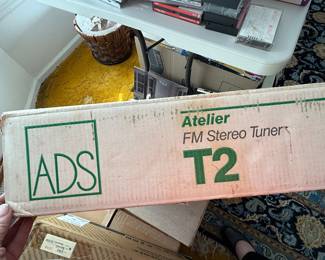 ADS
Atelier
FM Stereo Tuner
T2